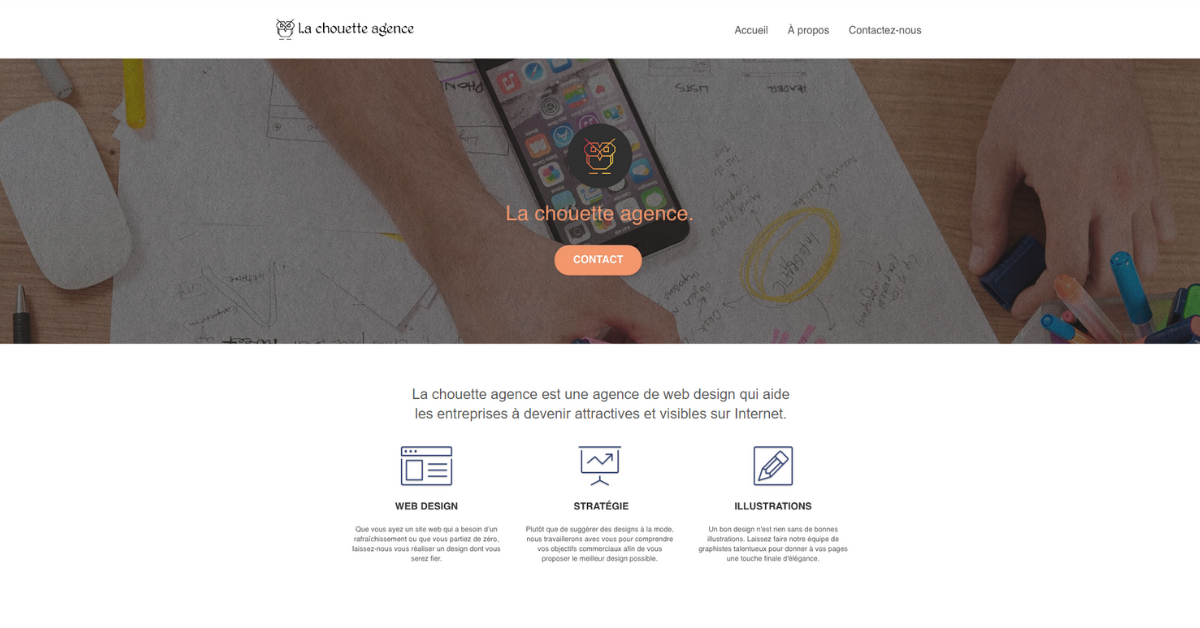 La chouette agence
Accueil
À propos
Contactez-nous
LISTS
HEADER
La chouette agence.
CONTACT
La chouette agence est une agence de web design qui aide
les entreprises à devenir attractives et visibles sur Internet.
WEB DESIGN
Que vous ayez un site web qui a besoin d'un
rafraîchissement ou que vous partiez de zéro,
laissez-nous vous réaliser un design dont vous
serez fier.
STRATÉGIE
Plutôt que de suggérer des designs à la mode,
nous travaillerons avec vous pour comprendre
vos objectifs commerciaux afin de vous
proposer le meilleur design possible.
ILLUSTRATIONS
Un bon design n'est rien sans de bonnes
illustrations. Laissez faire notre équipe de
graphistes talentueux pour donner à vos pages
une touche finale d'élégance.